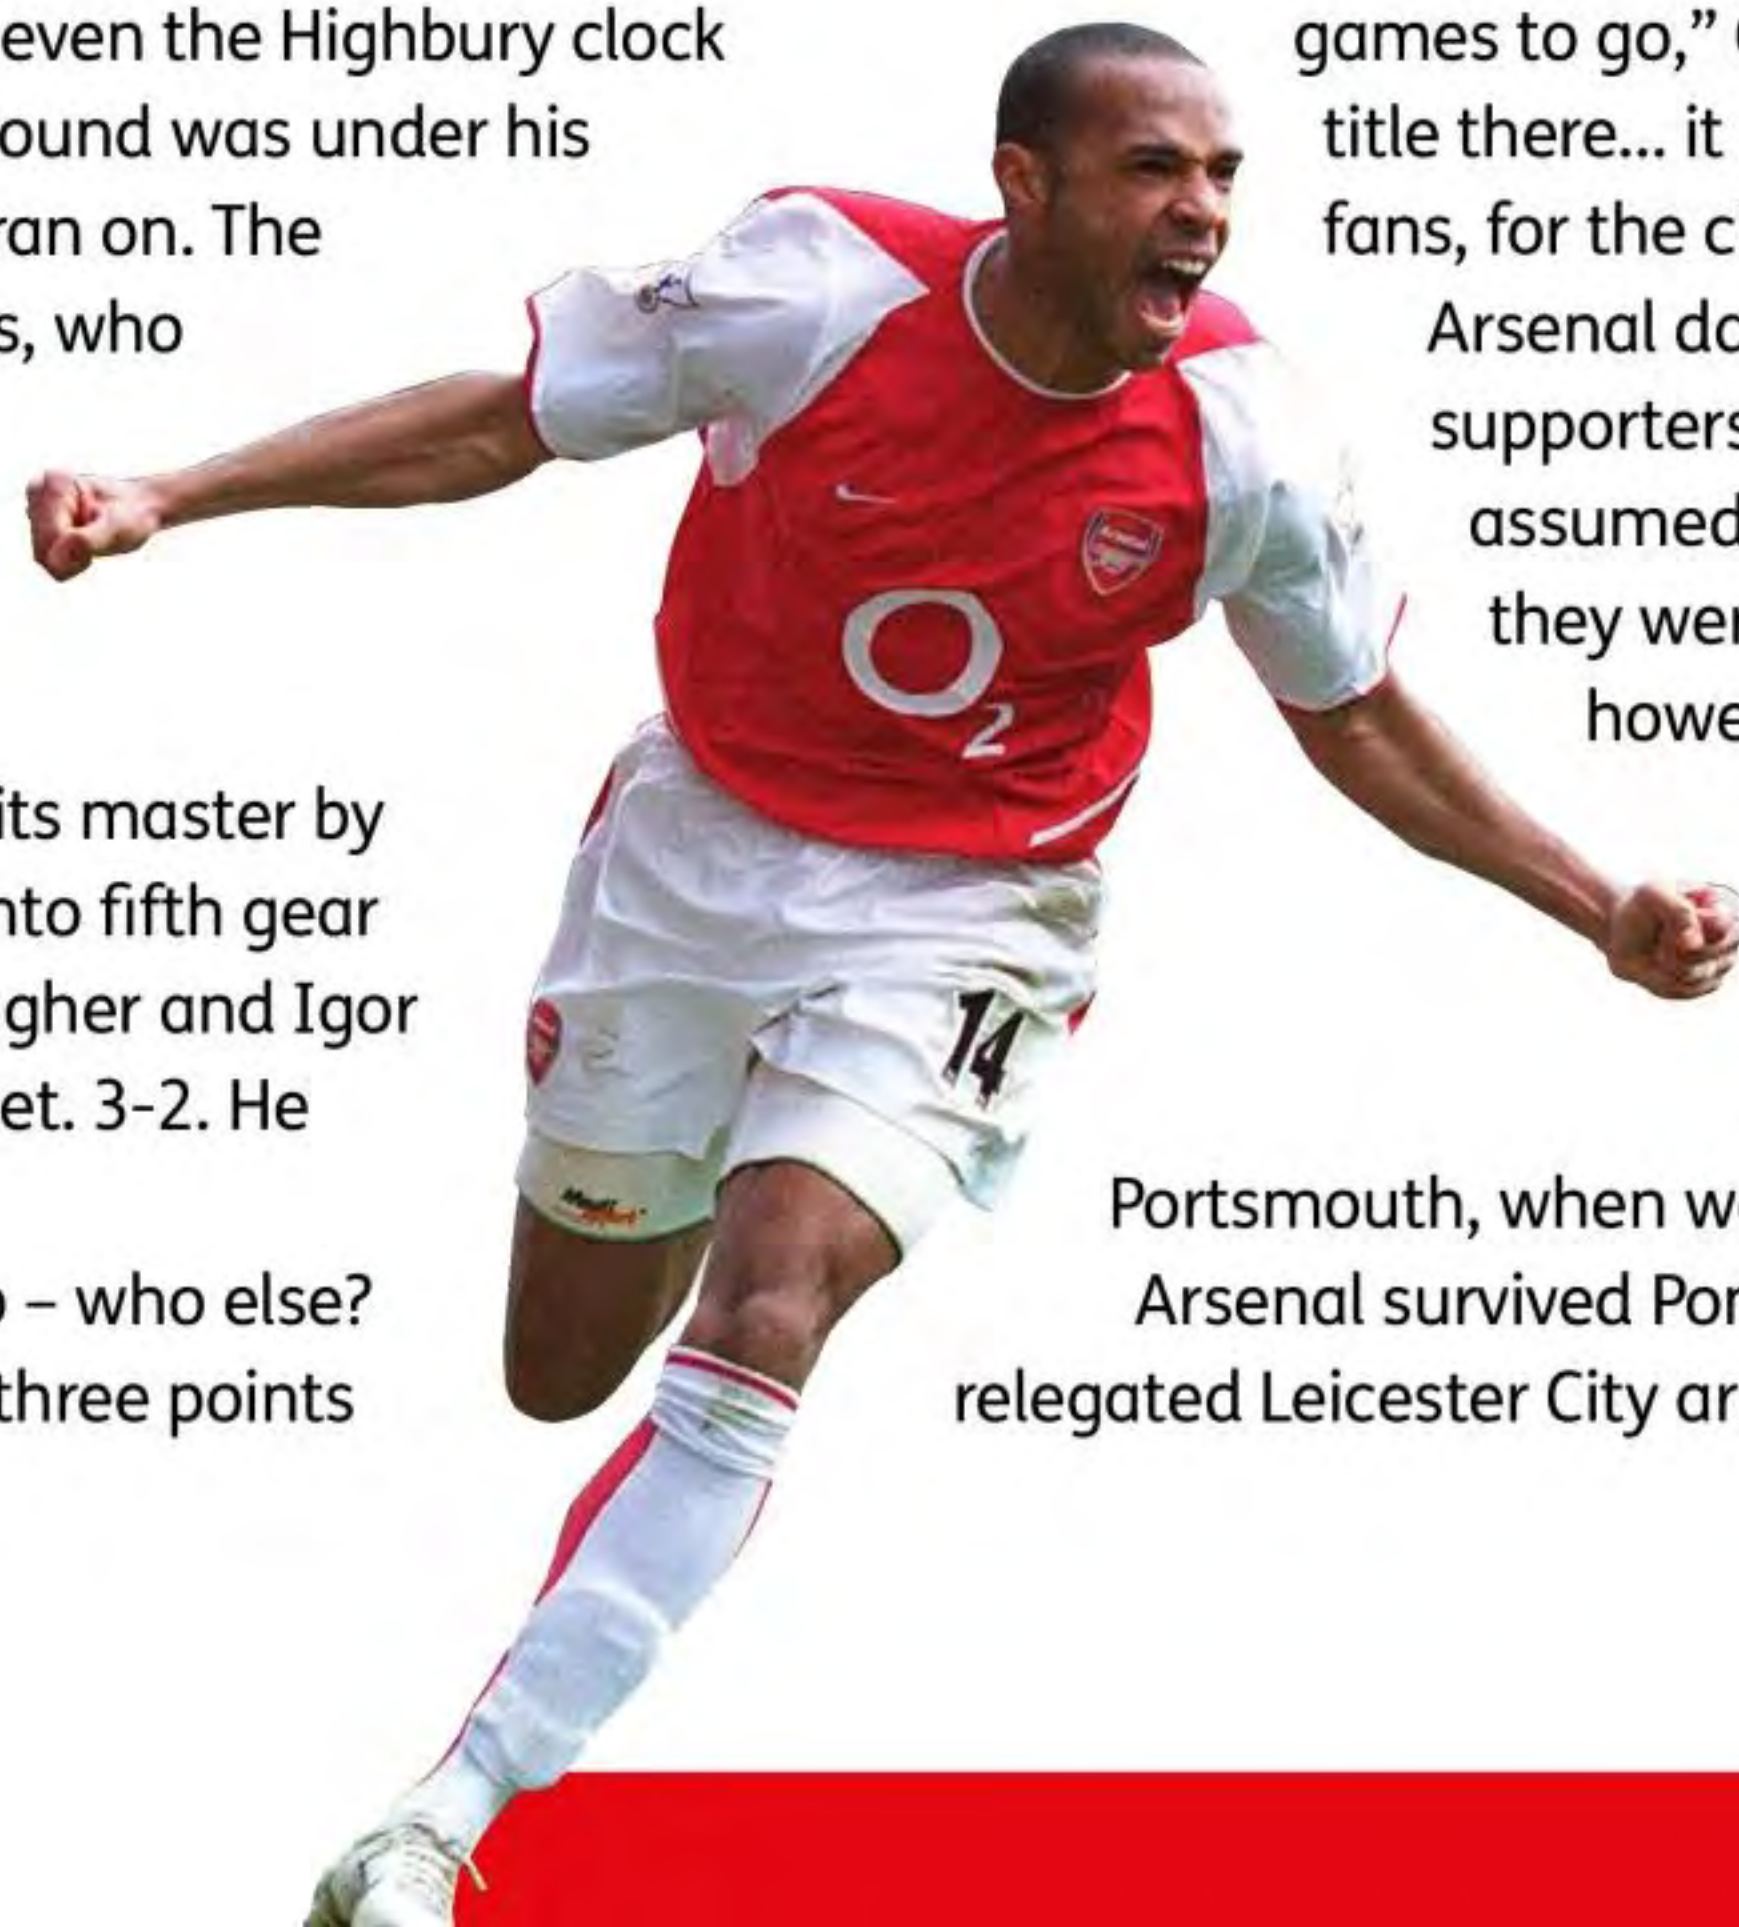 even the Highbury clock
ound was under his
ran on. The
s, who
its master by
nto fifth gear
gher and Igor
et. 3-2. He
– who else?
three points
Arsenal
O2
14
games to go,”
title there... it
fans, for the c
Arsenal do
supporters
assumed
they wer
howe
Portsmouth, when we
Arsenal survived Por
relegated Leicester City ar